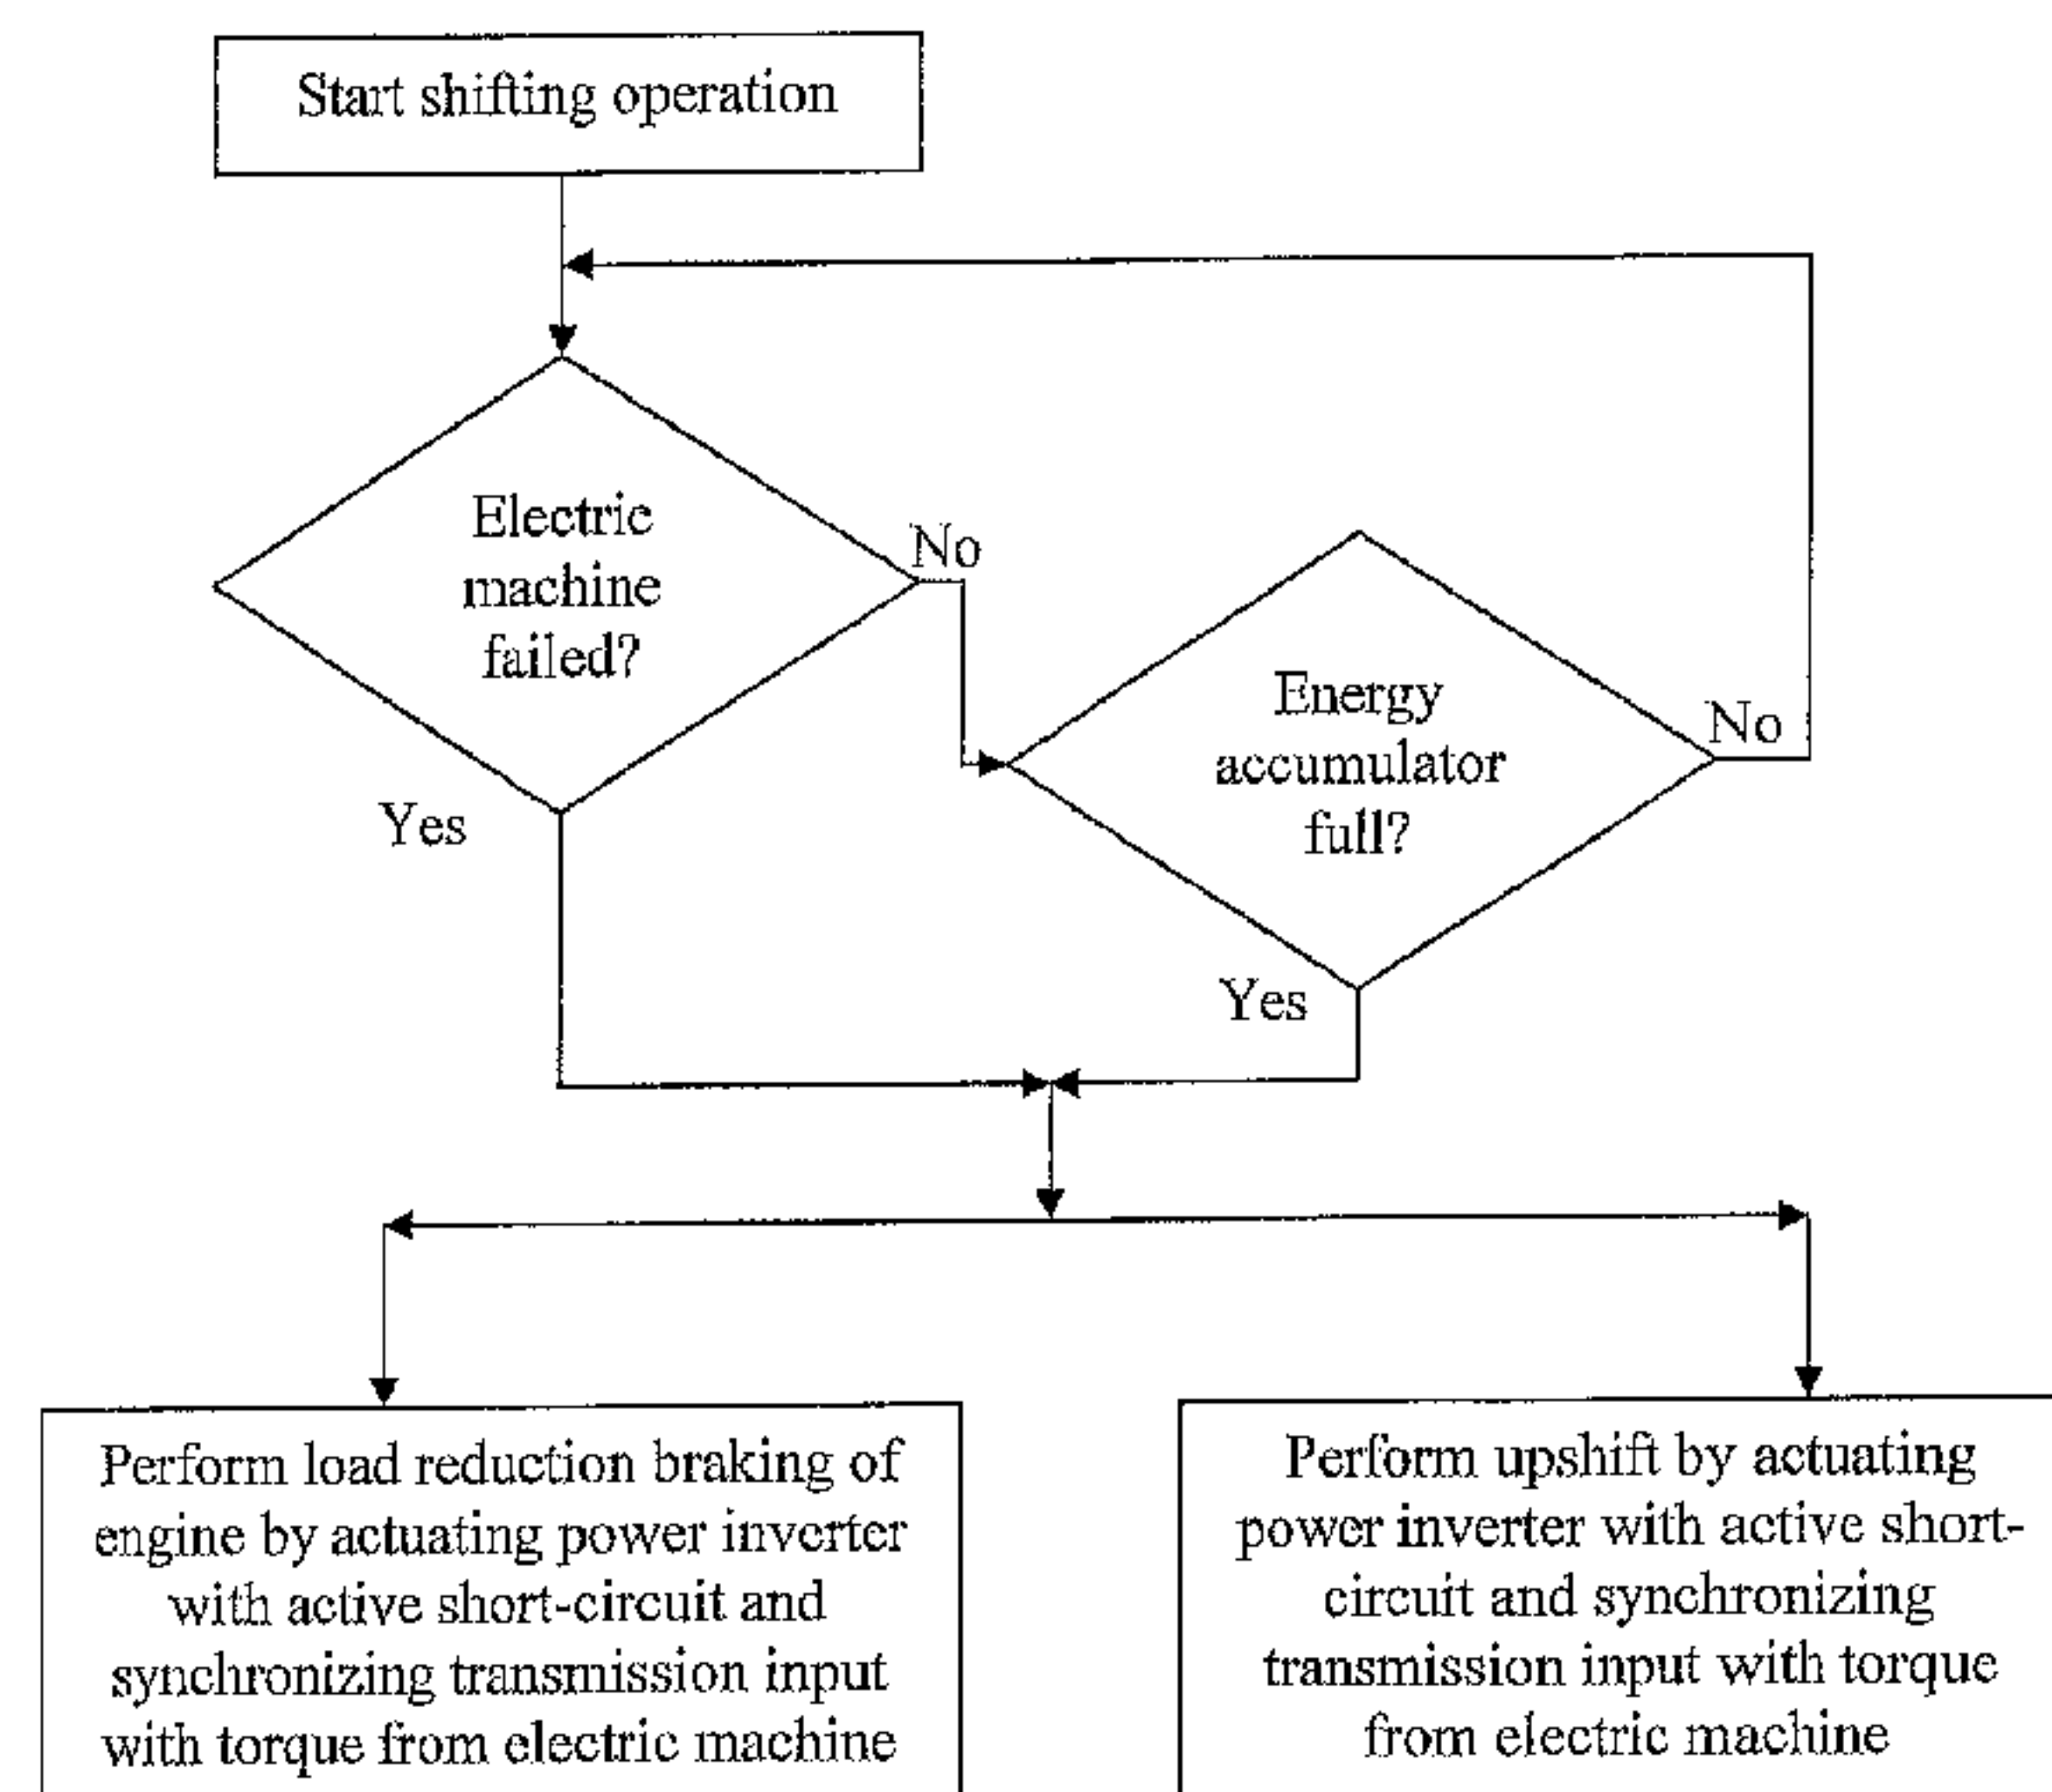 Start shifting operation
Electric
machine
failed?
No
Yes
Energy
accumulator
full?
No
Yes
Perform load reduction braking of
engine by actuating power inverter
with active short-circuit and
synchronizing transmission input
with torque from electric machine
Perform upshift by actuating
power inverter with active short-
circuit and synchronizing
transmission input with torque
from electric machine